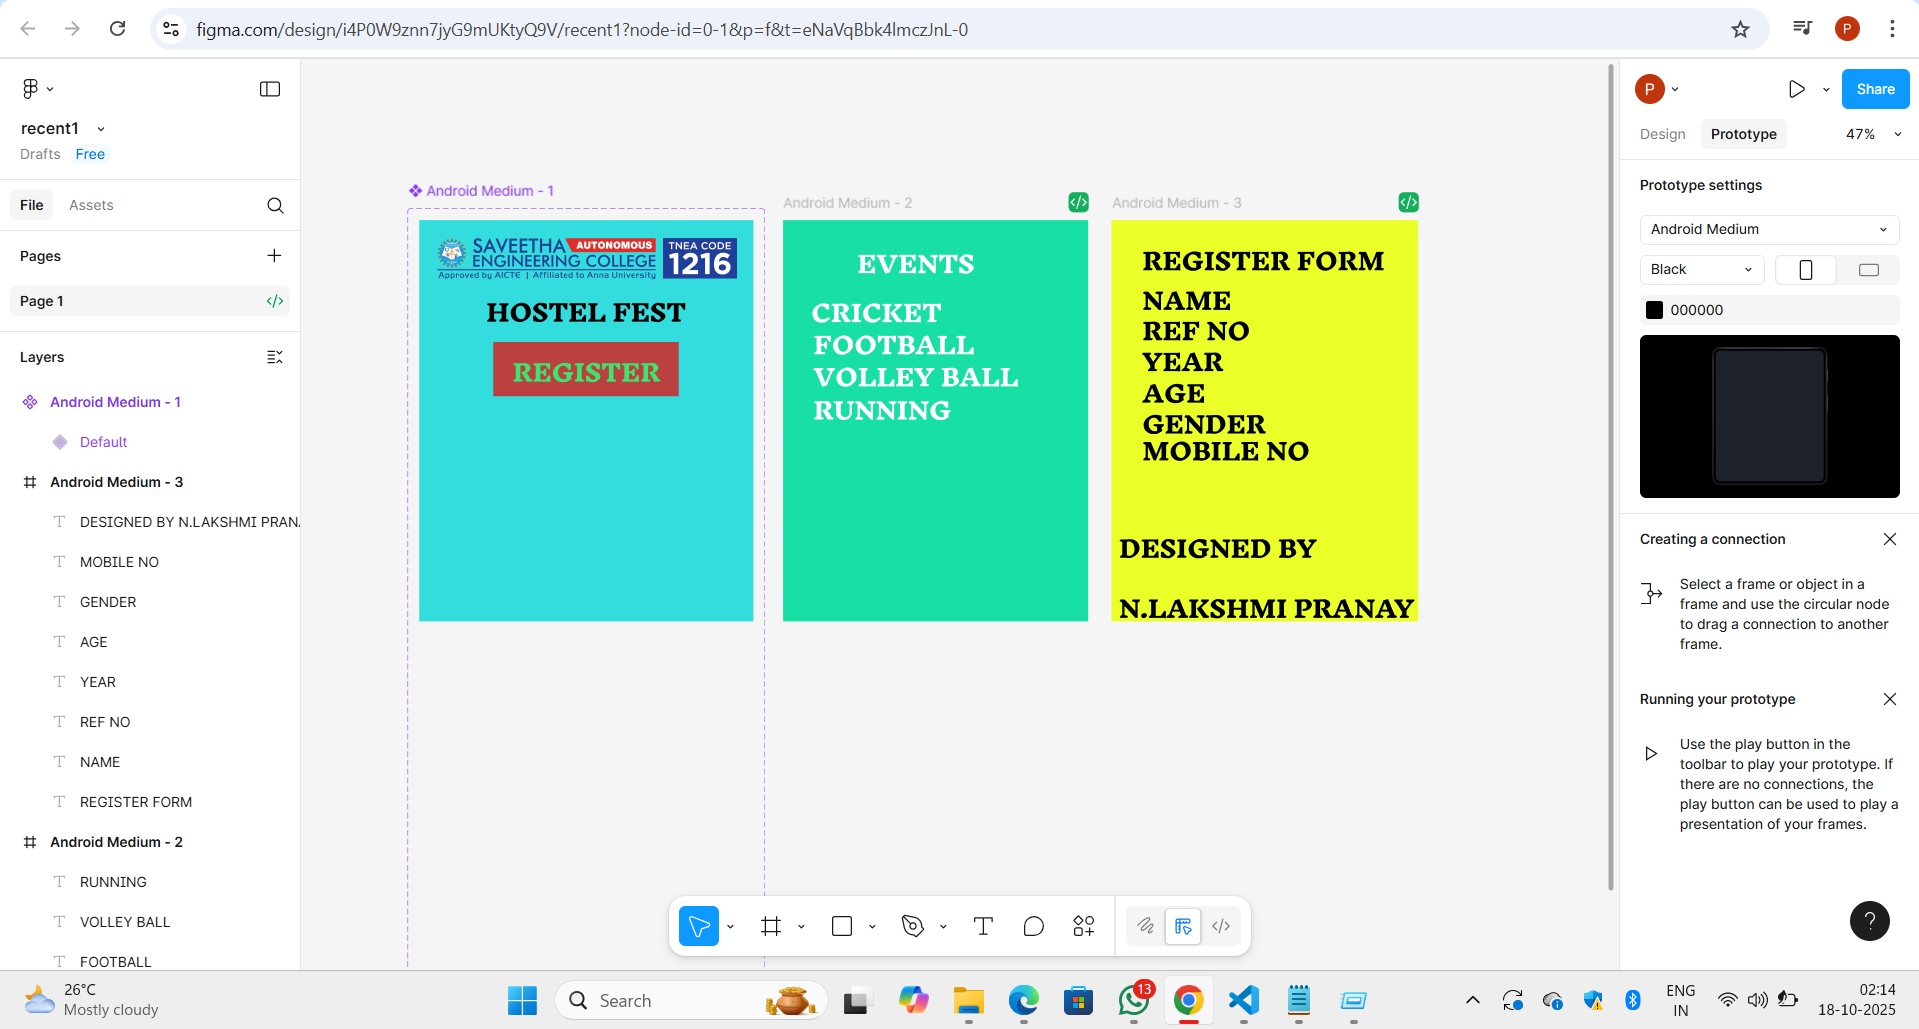 figma.com/design/i4P0W9znn7jyG9mUKtyQ9V/recent1?node-id=0-1&p=f&t=eNaVqBbk4lmczJnL-0
P
recent1
Drafts Free
File Assets
Pages
Page 1
Layers
Android Medium - 1
Default
Android Medium - 3
DESIGNED BY N.LAKSHMI PRAN
MOBILE NO
GENDER
AGE
YEAR
REF NO
NAME
REGISTER FORM
Android Medium - 2
RUNNING
VOLLEY BALL
FOOTBALL
Android Medium - 1
SAVEETHA AUTONOMOUS
ENGINEERING COLLEGE
Approved by AICTE | Affiliated to Anna University
TNEA CODE
1216
HOSTEL FEST
REGISTER
Android Medium - 2
EVENTS
CRICKET
FOOTBALL
VOLLEY BALL
RUNNING
Android Medium - 3
REGISTER FORM
NAME
REF NO
YEAR
AGE
GENDER
MOBILE NO
DESIGNED BY
N.LAKSHMI PRANAY
P
Share
Design Prototype 47%
Prototype settings
Android Medium
Black
000000
Creating a connection
Select a frame or object in a
frame and use the circular node
to drag a connection to another
frame.
Running your prototype
Use the play button in the
toolbar to play your prototype. If
there are no connections, the
play button can be used to play a
presentation of your frames.
?
26°C
Mostly cloudy
Search
13
ENG
IN
02:14
18-10-2025